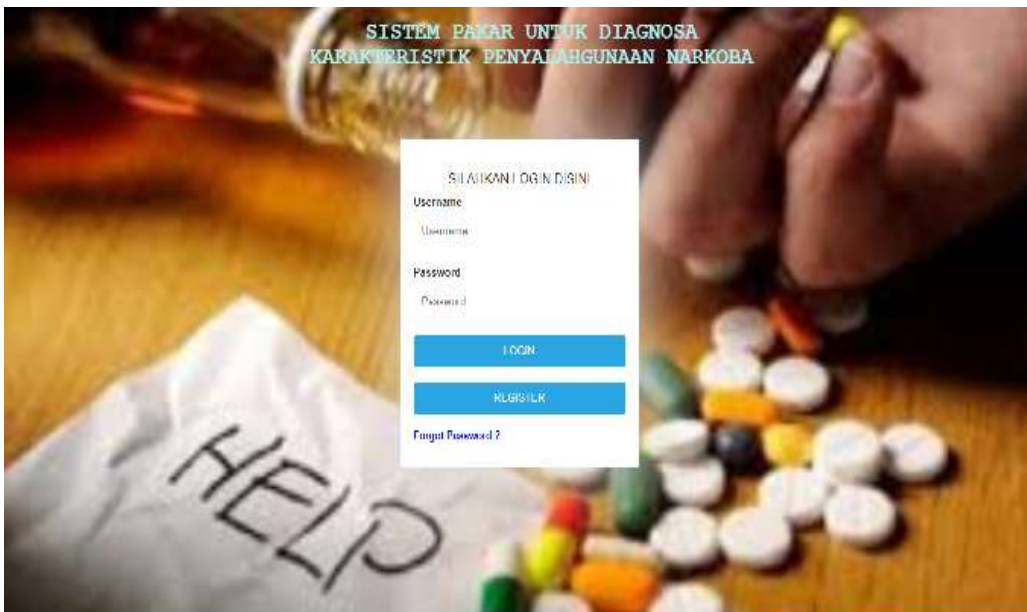 SISTEM PAKAR UNTUK DIAGNOSA
KARAKTERISTIK PENYALAHGUNAAN NARKOBA
SILAHKAN LOGIN DISINI
Username
Username
Password
Password
LOGIN
REGISTER
Forgot Password ?
HELP